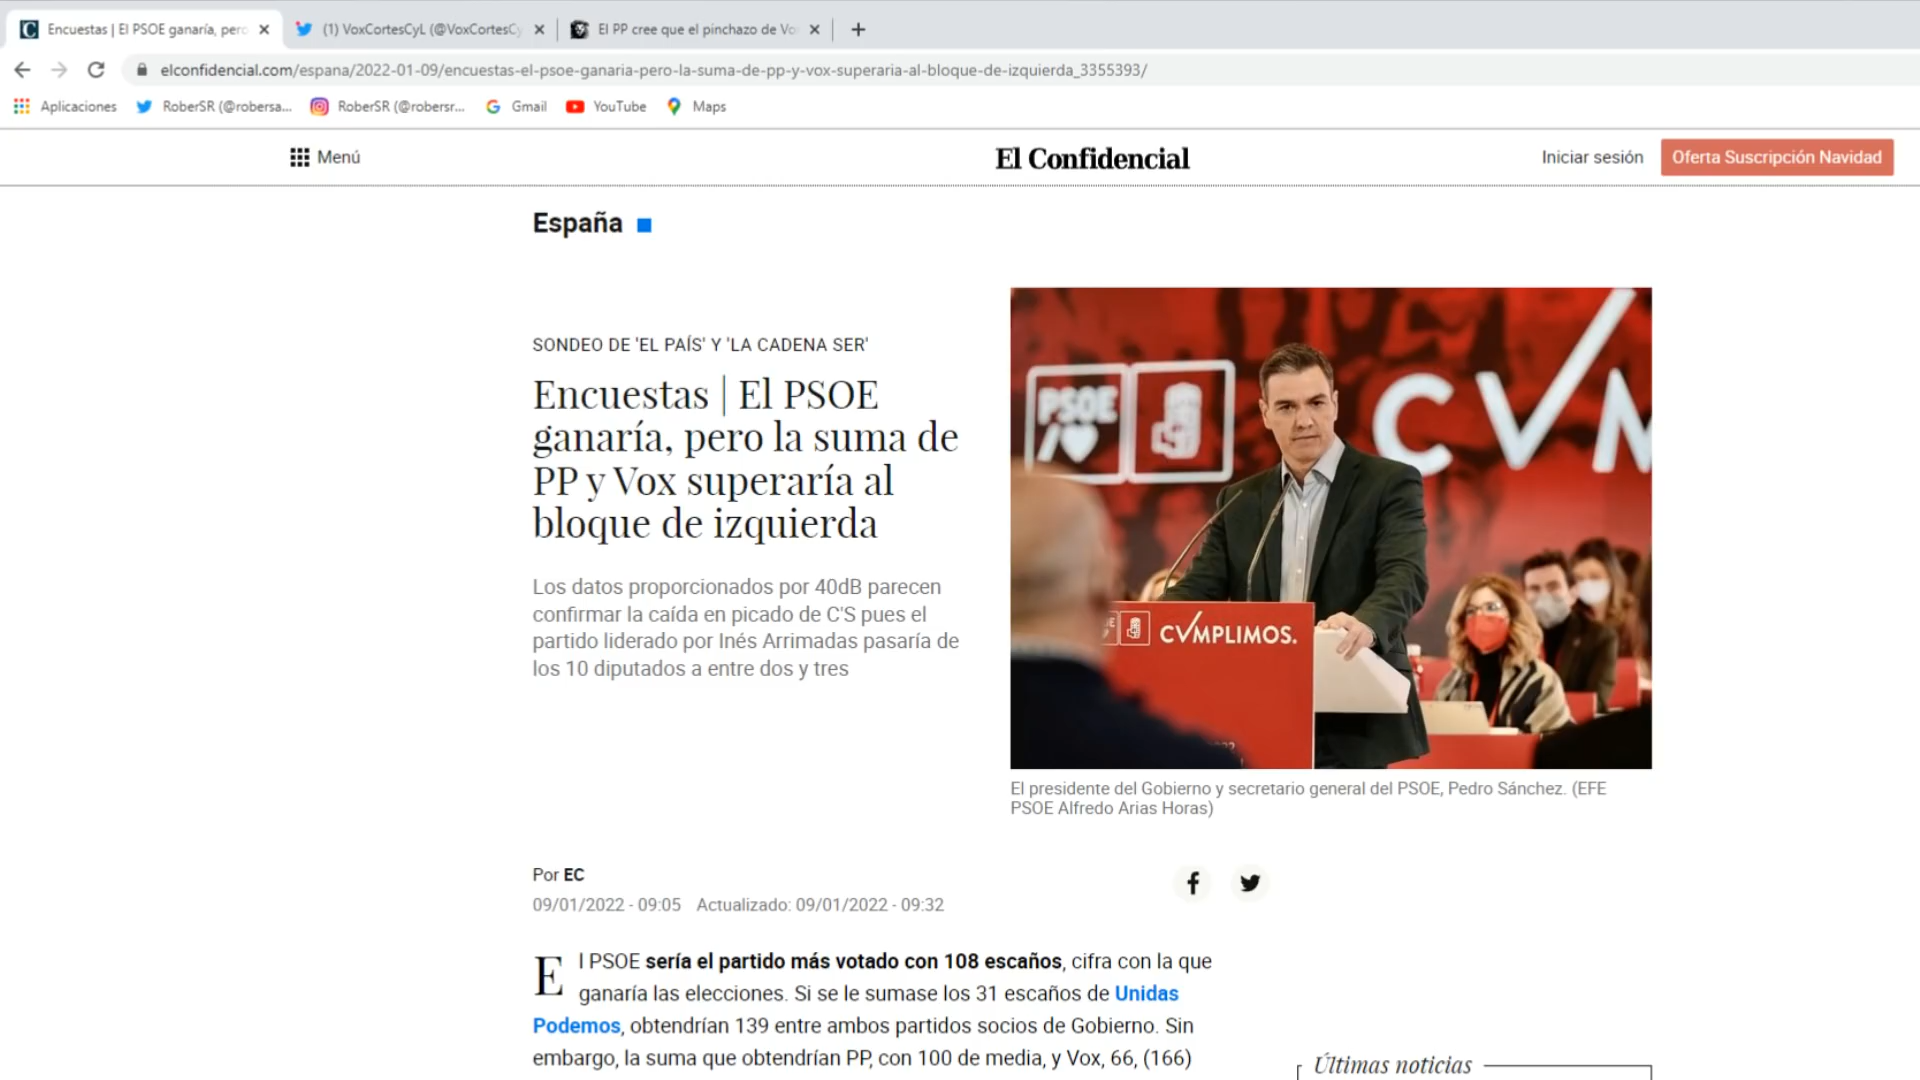 Encuestas | El PSOE ganaría, pero
(1) VoxCortesCyL (@VoxCortesCy
El PP cree que el pinchazo de Vo
elconfidencial.com/espana/2022-01-09/encuestas-el-psoe-ganaria-pero-la-suma-de-pp-y-vox-superaria-al-bloque-de-izquierda_3355393/
Aplicaciones RoberSR (@robersa... RoberSR (@robersr... Gmail YouTube Maps
Menú
El Confidencial
Iniciar sesión
Oferta Suscripción Navidad
España
SONDEO DE 'EL PAÍS' Y 'LA CADENA SER'
Encuestas | El PSOE
ganaría, pero la suma de
PP y Vox superaría al
bloque de izquierda
Los datos proporcionados por 40dB parecen
confirmar la caída en picado de C'S pues el
partido liderado por Inés Arrimadas pasaría de
los 10 diputados a entre dos y tres
PSOE
CVM
CVMPLIMOS.
El presidente del Gobierno y secretario general del PSOE, Pedro Sánchez. (EFE
PSOE Alfredo Arias Horas)
Por EC
09/01/2022 - 09:05 Actualizado: 09/01/2022 - 09:32
El PSOE sería el partido más votado con 108 escaños, cifra con la que
ganaría las elecciones. Si se le sumase los 31 escaños de Unidas
Podemos, obtendrían 139 entre ambos partidos socios de Gobierno. Sin
embargo, la suma que obtendrían PP, con 100 de media, y Vox, 66, (166)
Últimas noticias